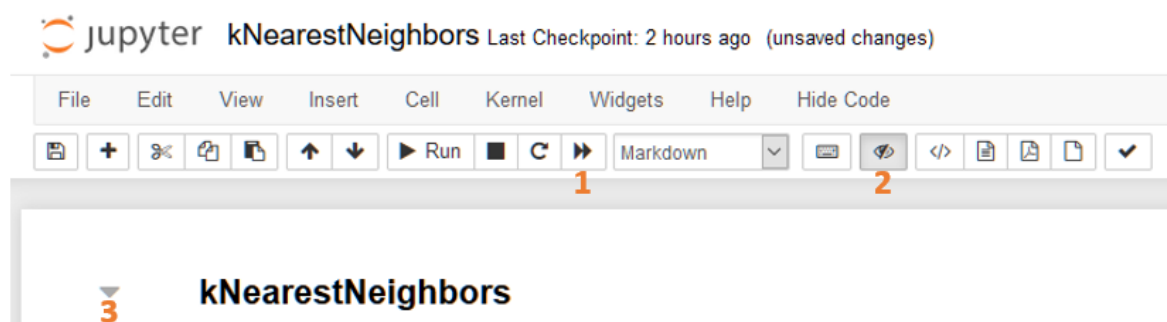 jupyter kNearestNeighbors Last Checkpoint: 2 hours ago (unsaved changes)
File Edit View Insert Cell Kernel Widgets Help Hide Code
Run Markdown </>
1 2
kNearestNeighbors
3